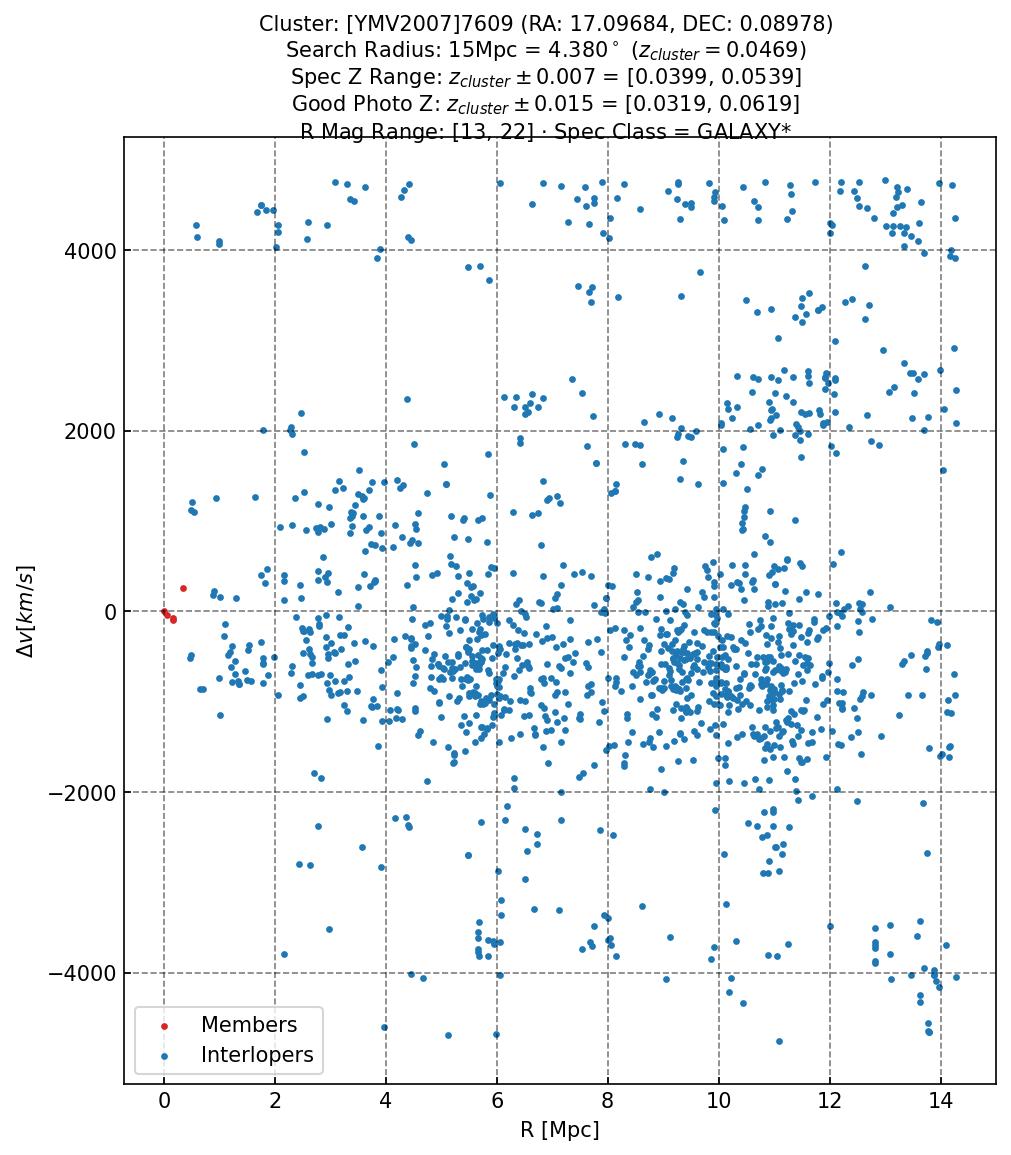 Cluster: [YMV2007]7609 (RA: 17.09684, DEC: 0.08978)
Search Radius: 15Mpc = 4.380° (z_cluster = 0.0469)
Spec Z Range: z_cluster ± 0.007 = [0.0399, 0.0539]
Good Photo Z: z_cluster ± 0.015 = [0.0319, 0.0619]
R Mag Range: [13, 22] · Spec Class = GALAXY*
4000
2000
0
−2000
−4000
Δv[km/s]
Members
Interlopers
0 2 4 6 8 10 12 14
R [Mpc]